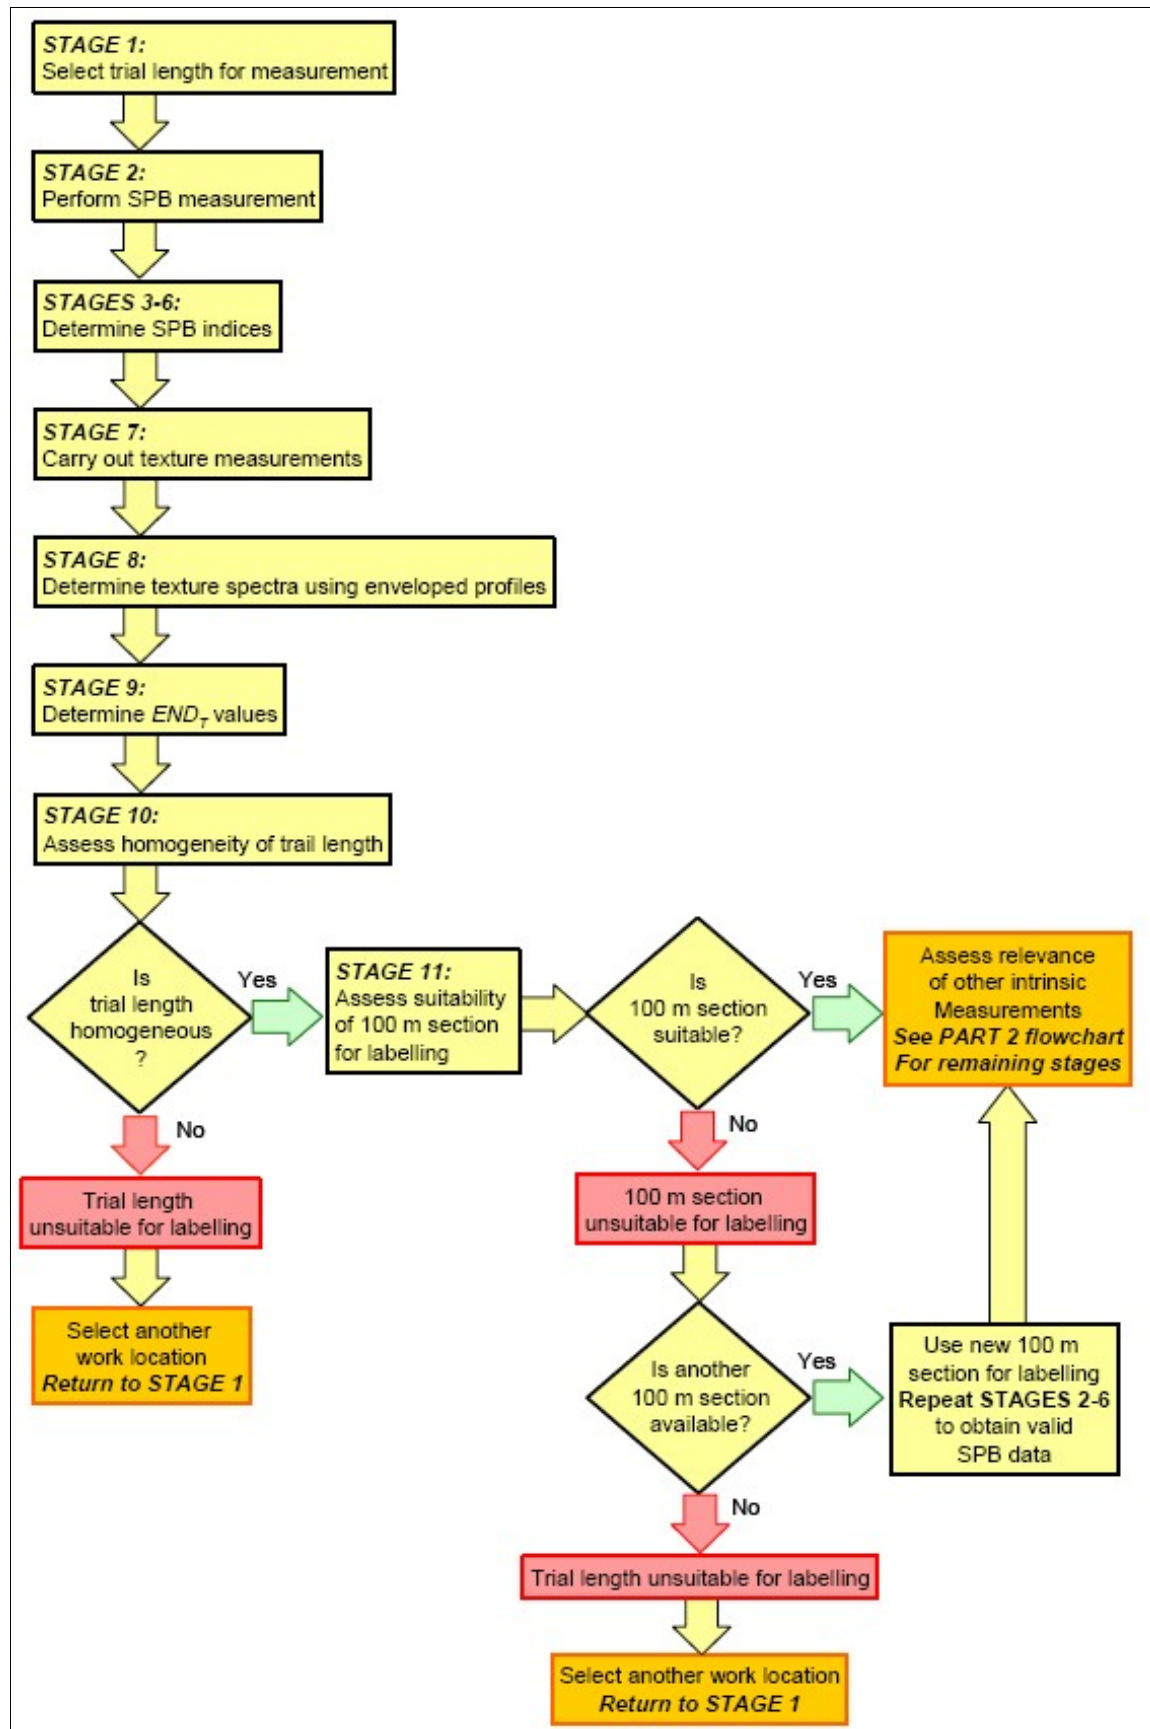 STAGE 1:
Select trial length for measurement
STAGE 2:
Perform SPB measurement
STAGES 3-6:
Determine SPB indices
STAGE 7:
Carry out texture measurements
STAGE 8:
Determine texture spectra using enveloped profiles
STAGE 9:
Determine END_T values
STAGE 10:
Assess homogeneity of trail length
Is
trial length
homogeneous
?
Yes
STAGE 11:
Assess suitability
of 100 m section
for labelling
Is
100 m section
suitable?
Yes
Assess relevance
of other intrinsic
Measurements
See PART 2 flowchart
For remaining stages
No
Trial length
unsuitable for labelling
Select another
work location
Return to STAGE 1
No
100 m section
unsuitable for labelling
Is another
100 m section
available?
Yes
Use new 100 m
section for labelling
Repeat STAGES 2-6
to obtain valid
SPB data
No
Trial length unsuitable for labelling
Select another work location
Return to STAGE 1